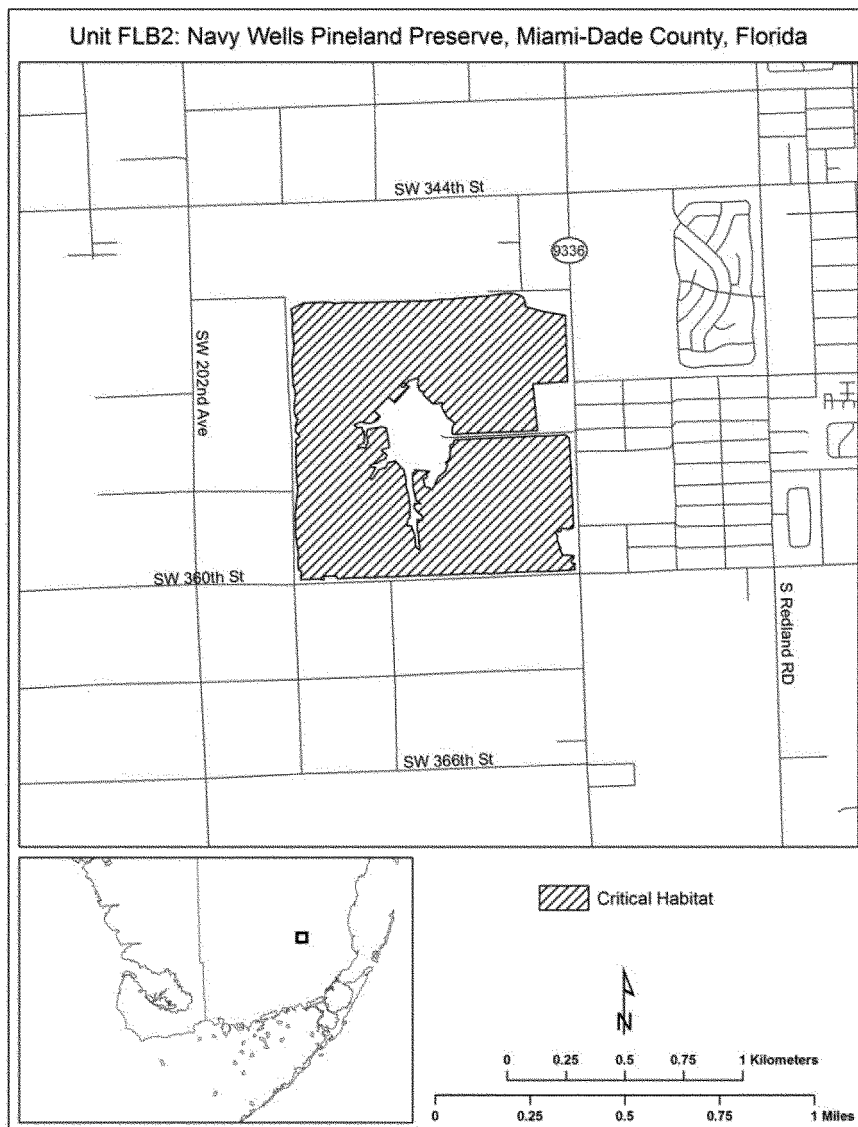 Unit FLB2: Navy Wells Pineland Preserve, Miami-Dade County, Florida
SW 344th St
9336
SW 202nd Ave
SW 360th St
S Redland RD
SW 366th St
Critical Habitat
N
0 0.25 0.5 0.75 1 Kilometers
0 0.25 0.5 0.75 1 Miles